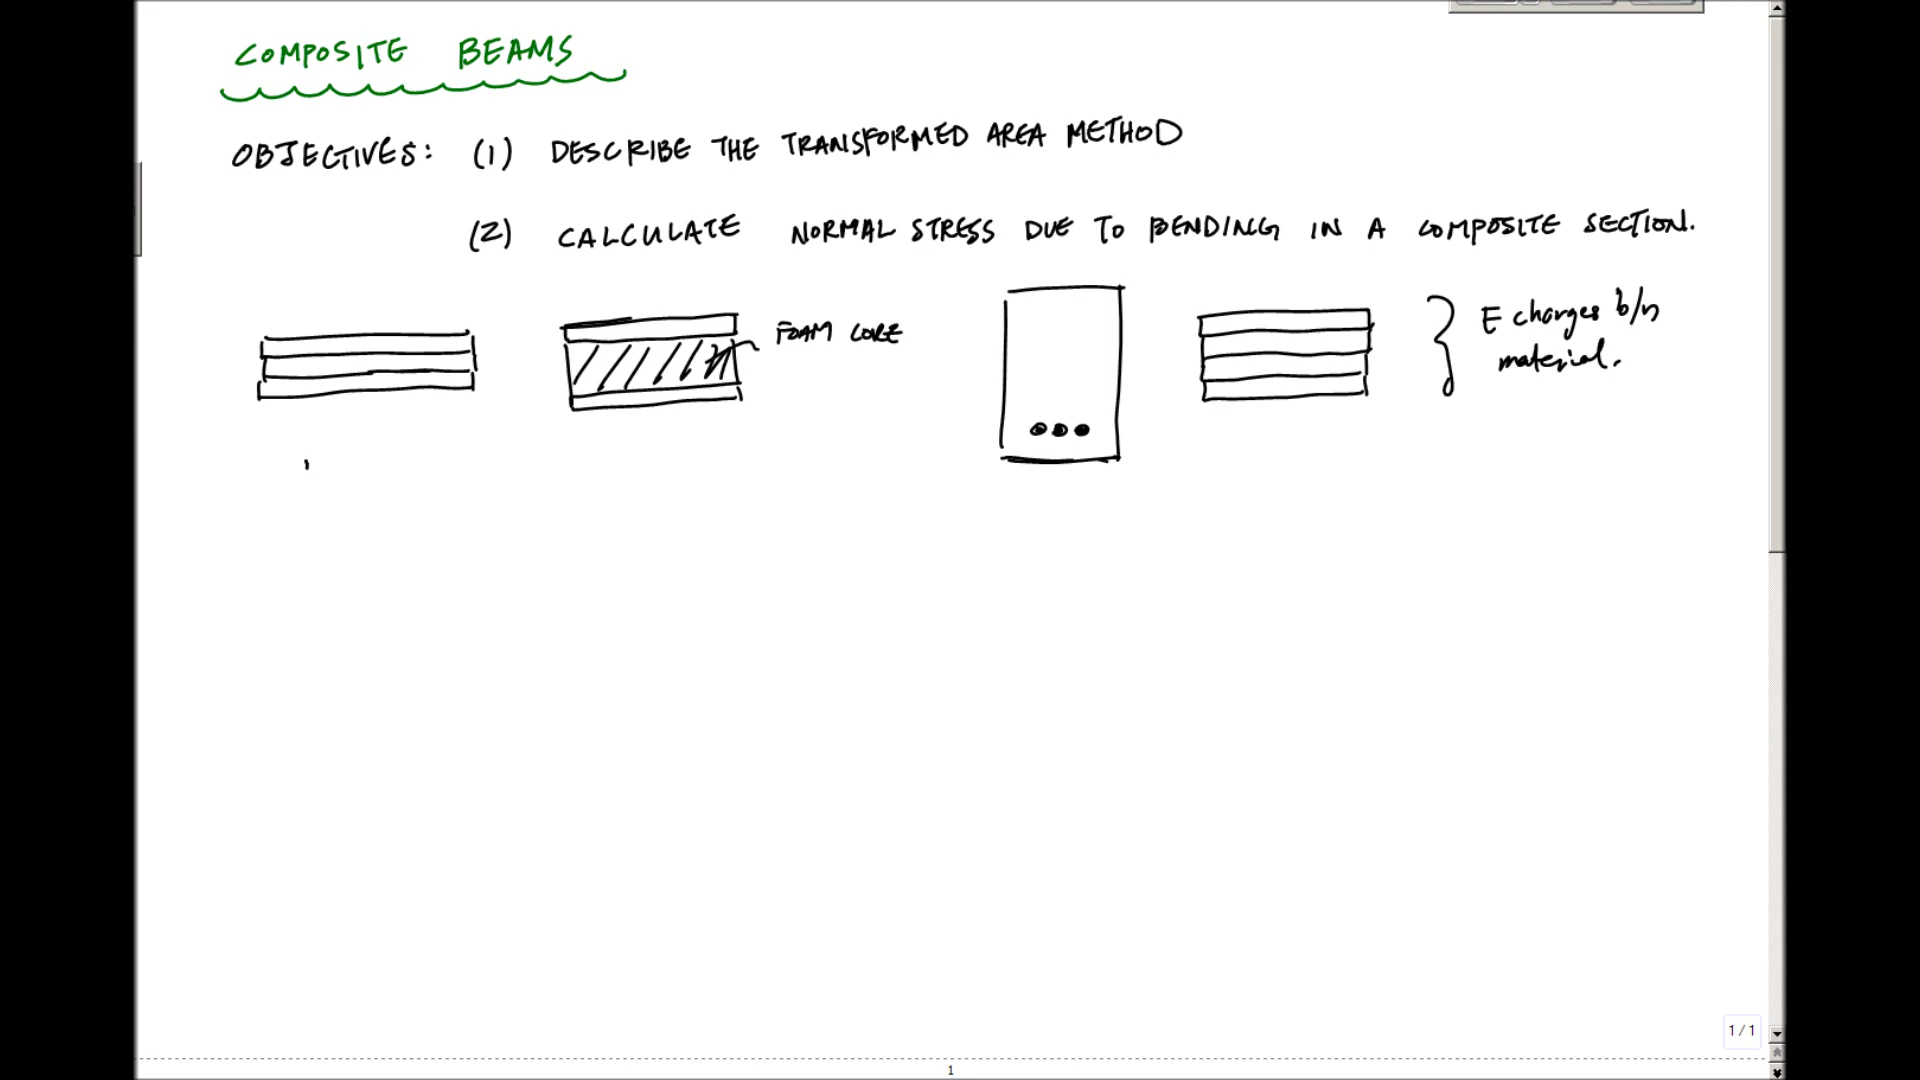 COMPOSITE BEAMS
OBJECTIVES: (1) DESCRIBE THE TRANSFORMED AREA METHOD
(2) CALCULATE NORMAL STRESS DUE TO BENDING IN A COMPOSITE SECTION.
FOAM CORE
E changes b/n
material.
1/1
1